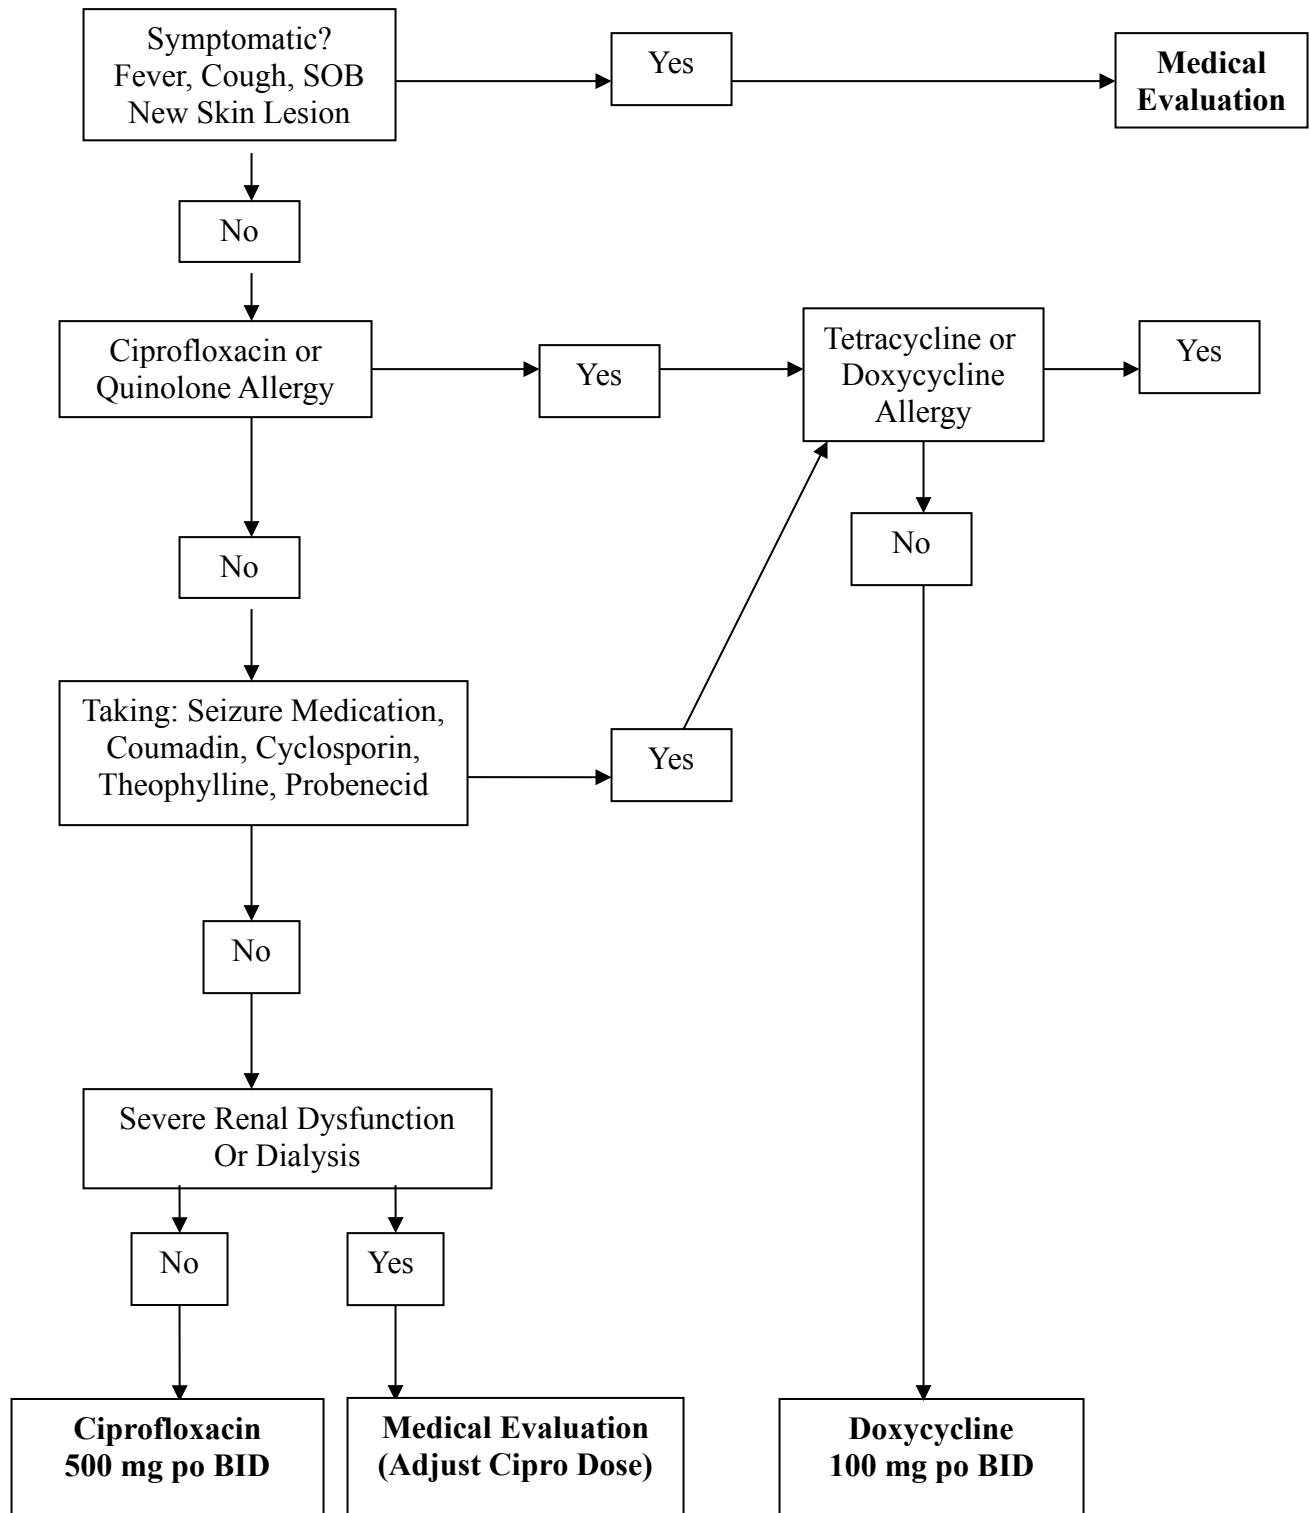 Symptomatic?
Fever, Cough, SOB
New Skin Lesion
Yes
Medical
Evaluation
No
Ciprofloxacin or
Quinolone Allergy
Yes
Tetracycline or
Doxycycline
Allergy
Yes
No
No
Taking: Seizure Medication,
Coumadin, Cyclosporin,
Theophylline, Probenecid
Yes
No
Severe Renal Dysfunction
Or Dialysis
No
Yes
Ciprofloxacin
500 mg po BID
Medical Evaluation
(Adjust Cipro Dose)
Doxycycline
100 mg po BID